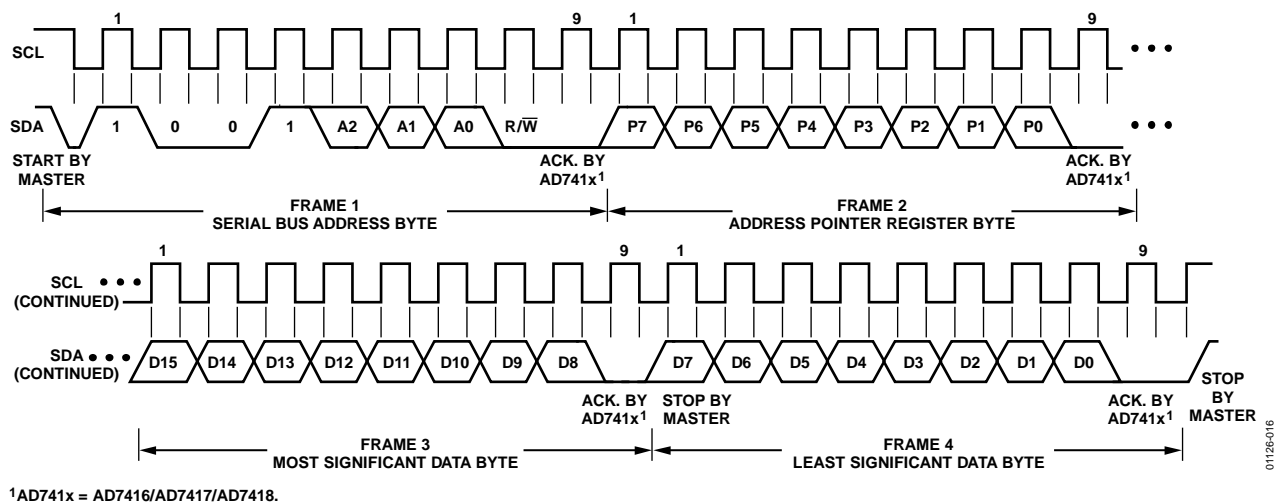 1 9 1 9
SCL
SDA 1 0 0 1 A2 A1 A0 R/W̅ P7 P6 P5 P4 P3 P2 P1 P0
START BY
MASTER
ACK. BY
AD741x1
ACK. BY
AD741x1
FRAME 1
SERIAL BUS ADDRESS BYTE
FRAME 2
ADDRESS POINTER REGISTER BYTE
1 9 1 9
SCL
(CONTINUED)
SDA
(CONTINUED)
D15 D14 D13 D12 D11 D10 D9 D8 D7 D6 D5 D4 D3 D2 D1 D0
ACK. BY
AD741x1
STOP BY
MASTER
ACK. BY
AD741x1
STOP
BY
MASTER
FRAME 3
MOST SIGNIFICANT DATA BYTE
FRAME 4
LEAST SIGNIFICANT DATA BYTE
01126-016
1AD741x = AD7416/AD7417/AD7418.